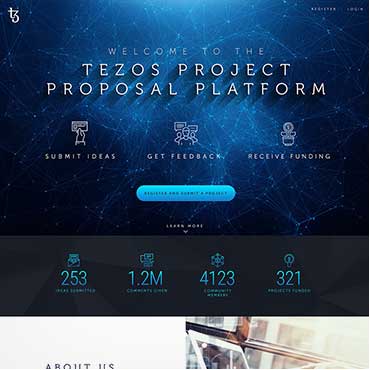 REGISTER LOGIN
WELCOME TO THE
TEZOS PROJECT
PROPOSAL PLATFORM
SUBMIT IDEAS GET FEEDBACK RECEIVE FUNDING
REGISTER AND SUBMIT A PROJECT
LEARN MORE
253 1.2M 4123 321
IDEAS SUBMITTED COMMENTS GIVEN COMMUNITY MEMBERS PROJECTS FUNDED
ABOUT US